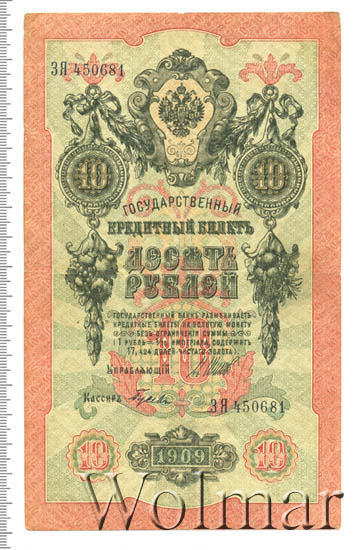 ЗЯ 450681
10 10
ГОСУДАРСТВЕННЫЙ
КРЕДИТНЫЙ БИЛЕТЪ
ДЕСЯТЬ
РУБЛЕЙ
ГОСУДАРСТВЕННЫЙ БАНКЪ РАЗМѢНИВАЕТЪ
КРЕДИТНЫЕ БИЛЕТЫ НА ЗОЛОТУЮ МОНЕТУ
БЕЗЪ ОГРАНИЧЕНІЯ СУММЫ
(1 РУБЛЬ = 1/15 ИМПЕРІАЛА, СОДЕРЖИТЪ
17,424 ДОЛЕЙ ЧИСТАГО ЗОЛОТА).
10
УПРАВЛЯЮЩІЙ
КАССИРЪ
ЗЯ 450681
10 1909 10
Wolmar